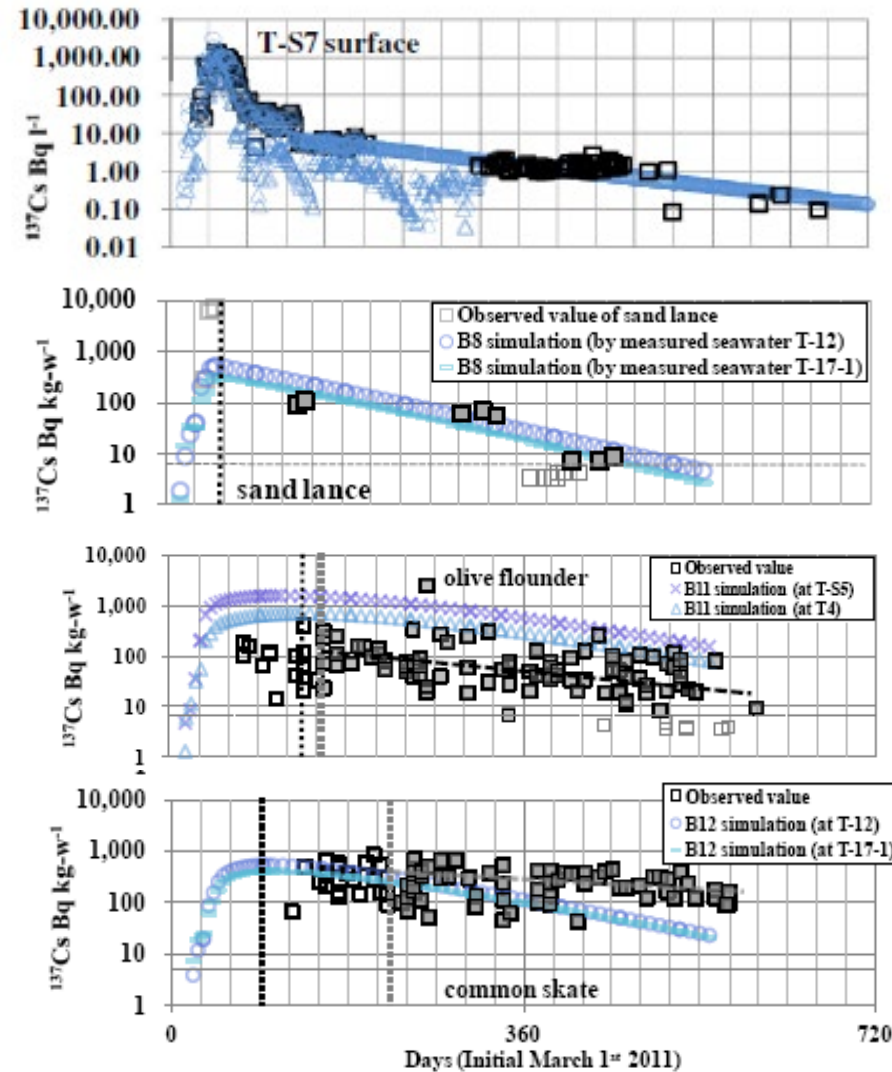 10,000.00
1,000.00
100.00
10.00
1.00
0.10
0.01
¹³⁷Cs Bq l⁻¹
T-S7 surface
10,000
1,000
100
10
1
¹³⁷Cs Bq kg-w⁻¹
Observed value of sand lance
B8 simulation (by measured seawater T-12)
B8 simulation (by measured seawater T-17-1)
sand lance
10,000
1,000
100
10
1
¹³⁷Cs Bq kg-w⁻¹
olive flounder
Observed value
B11 simulation (at T-S5)
B11 simulation (at T4)
10,000
1,000
100
10
1
¹³⁷Cs Bq kg-w⁻¹
Observed value
B12 simulation (at T-12)
B12 simulation (at T-17-1)
common skate
0 360 720
Days (Initial March 1ˢᵗ 2011)